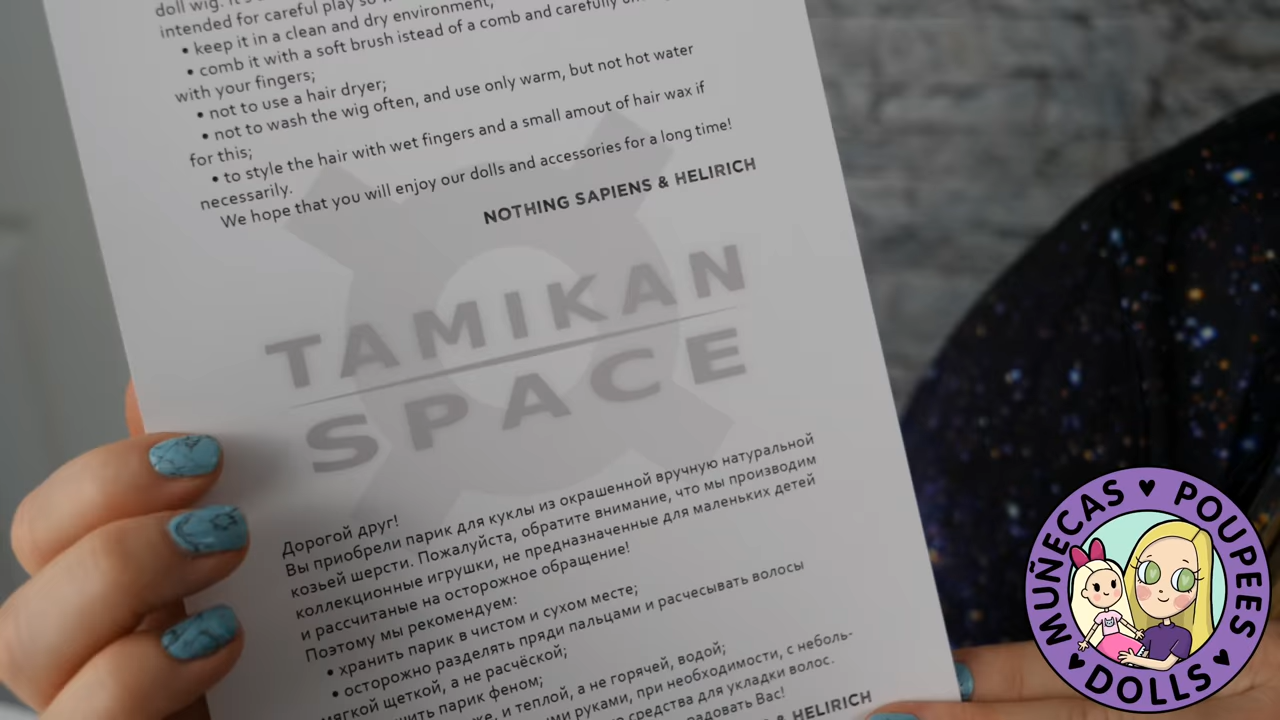 doll wig. It's
intended for careful play so
• keep it in a clean and dry environment;
• comb it with a soft brush istead of a comb and carefully
with your fingers;
• not to use a hair dryer;
• not to wash the wig often, and use only warm, but not hot water
for this;
• to style the hair with wet fingers and a small amout of hair wax if
necessarily.
We hope that you will enjoy our dolls and accessories for a long time!
NOTHING SAPIENS & HELIRICH
TAMIKAN
SPACE
Дорогой друг!
Вы приобрели парик для куклы из окрашенной вручную натуральной
козьей шерсти. Пожалуйста, обратите внимание, что мы производим
коллекционные игрушки, не предназначенные для маленьких детей
и рассчитаные на осторожное обращение!
Поэтому мы рекомендуем:
• хранить парик в чистом и сухом месте;
• осторожно разделять пряди пальцами и расчесывать волосы
мягкой щеткой, а не расчёской;
парик феном;
и теплой, а не горячей, водой;
руками, при необходимости, с неболь-
средства для укладки волос.
радовать Вас!
& HELIRICH
MUÑECAS ♥ POUPEES
♥ DOLLS ♥